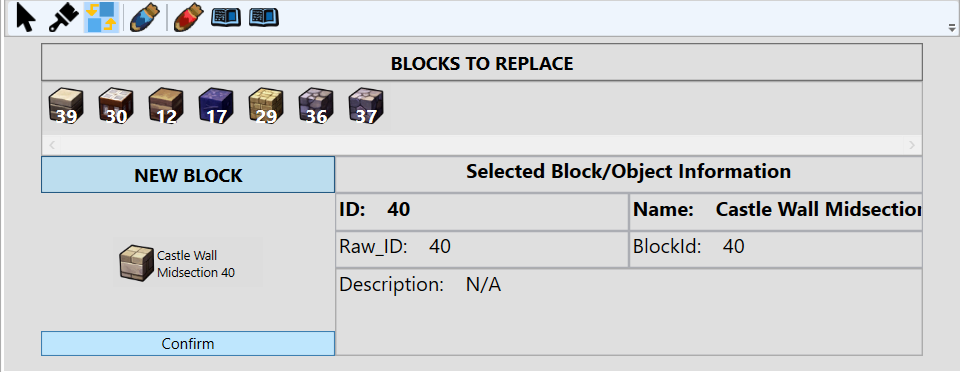 BLOCKS TO REPLACE
39 30 12 17 29 36 37
NEW BLOCK
Selected Block/Object Information
ID: 40
Name: Castle Wall Midsection
Raw_ID: 40
BlockId: 40
Castle Wall
Midsection 40
Description: N/A
Confirm